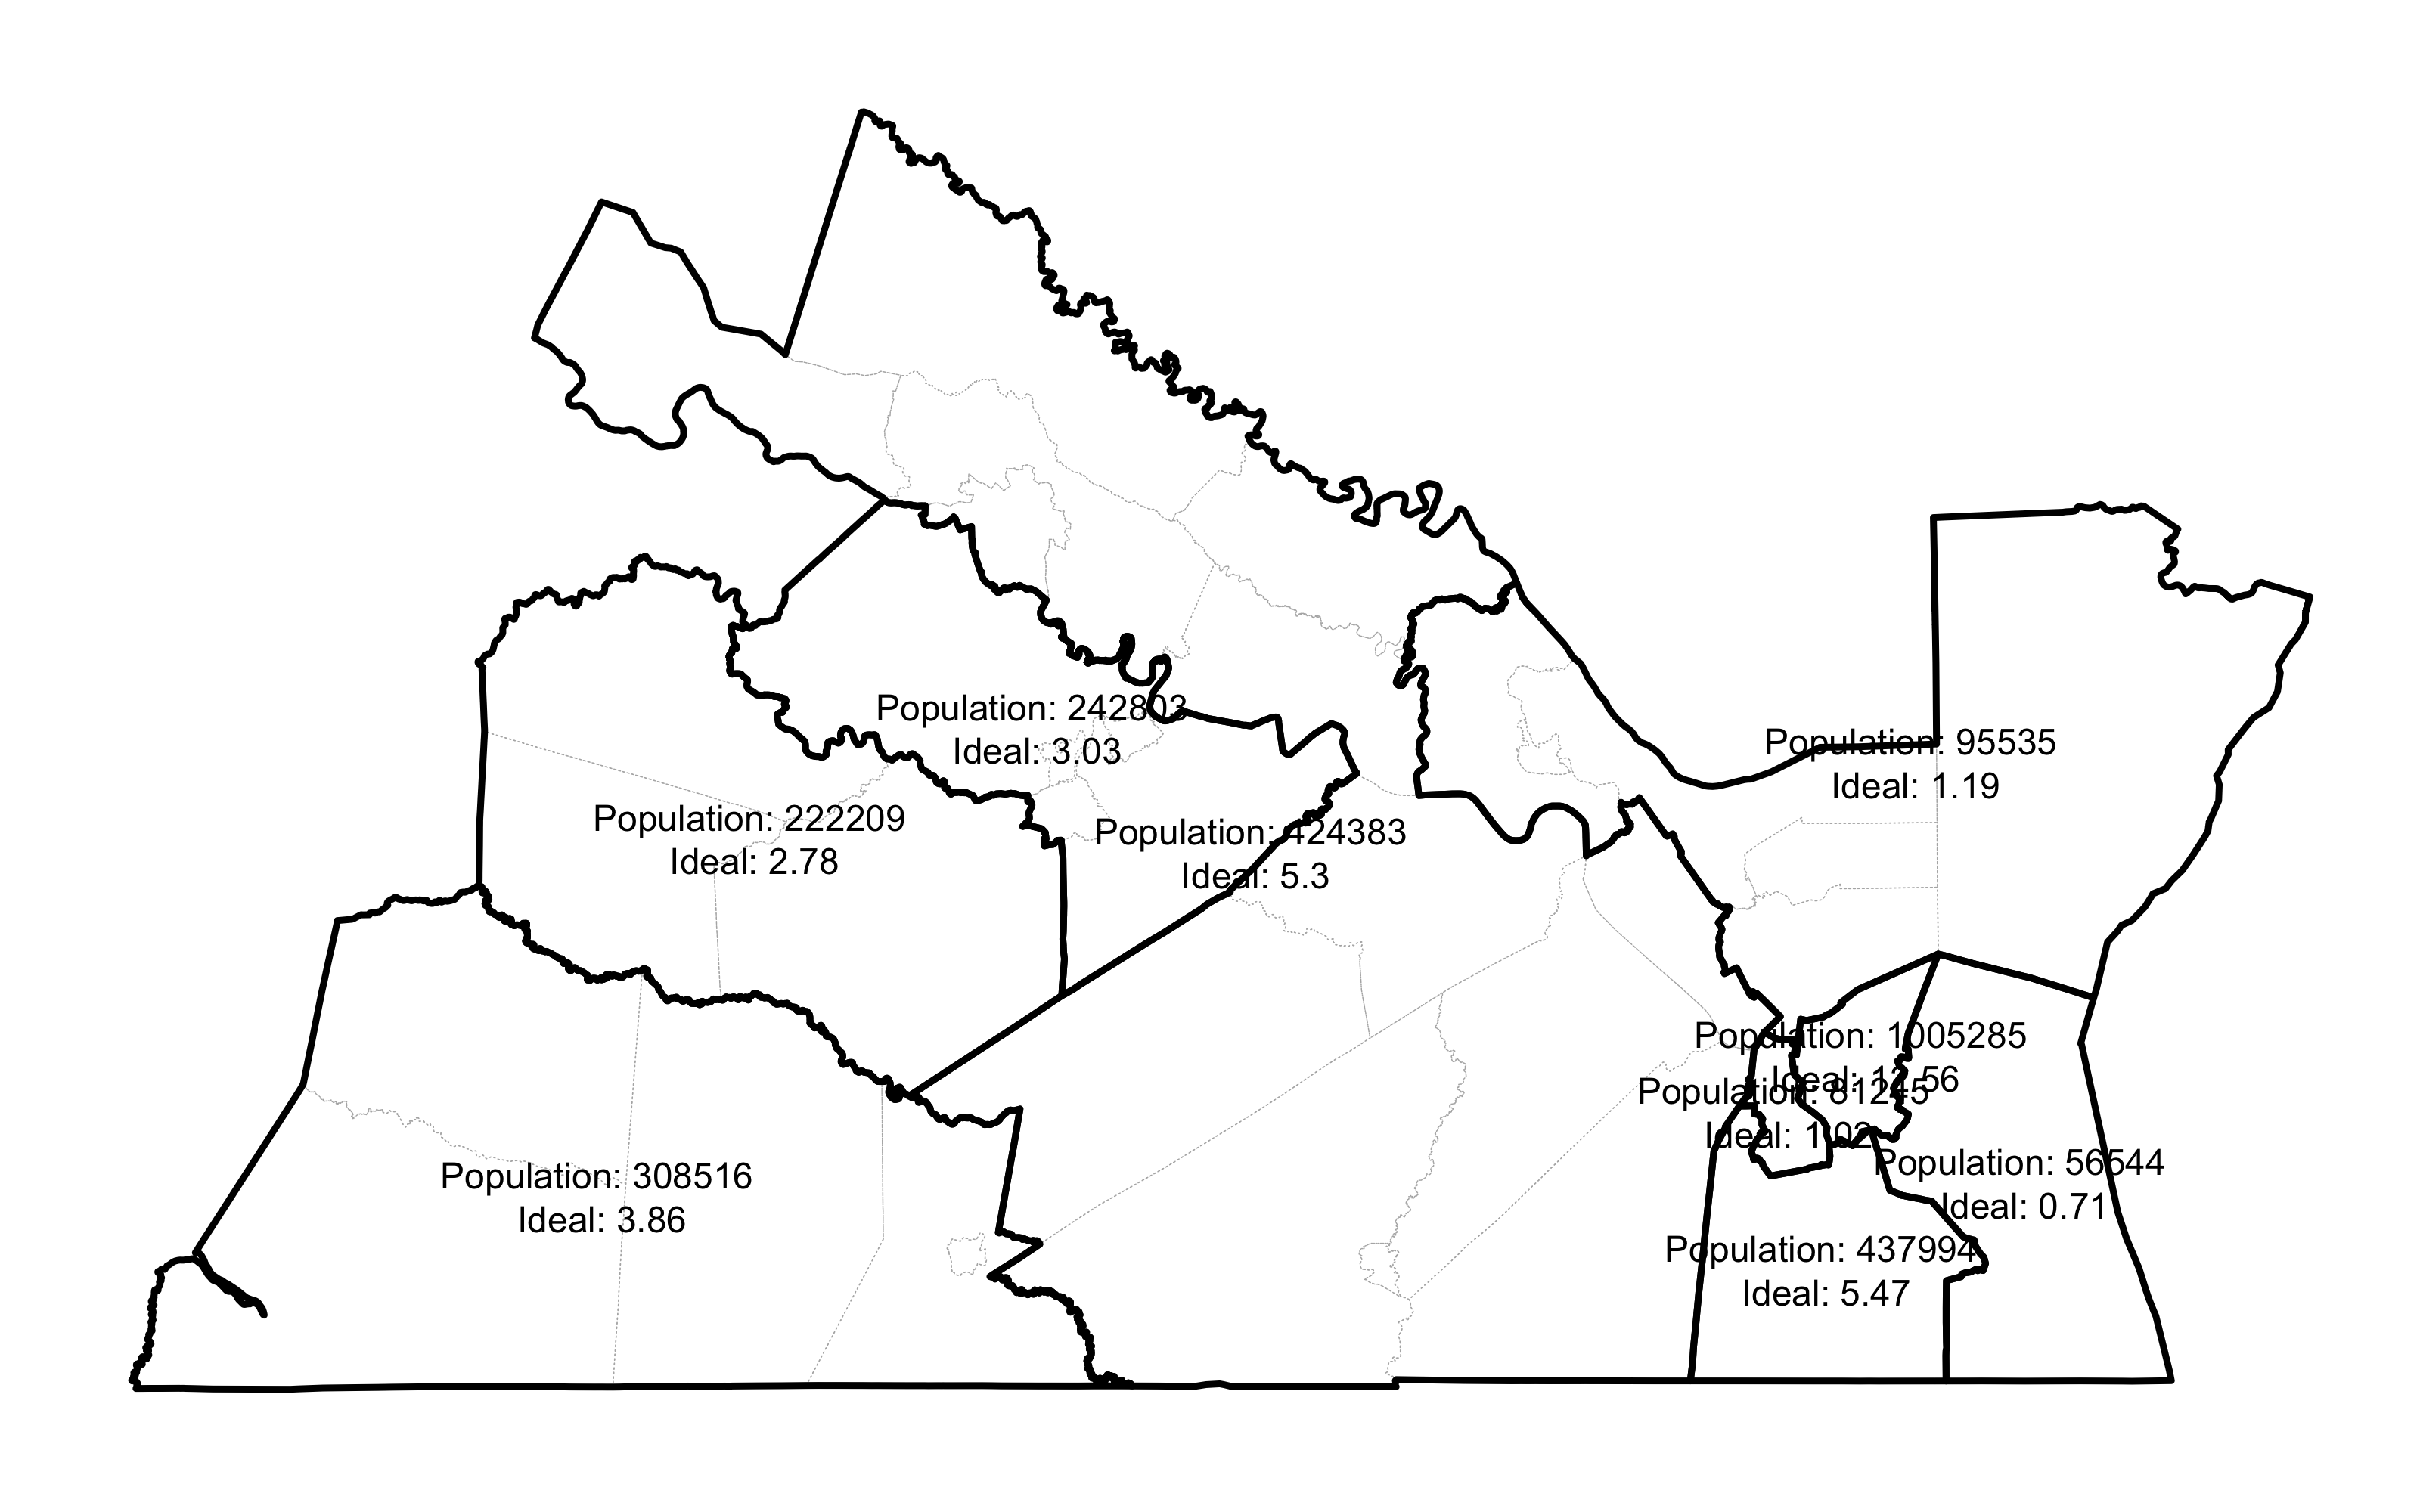 Population: 242803
Ideal: 3.03
Population: 95535
Ideal: 1.19
Population: 222209
Ideal: 2.78
Population: 424383
Ideal: 5.3
Population: 1005285
Ideal: 12.56
Population: 81245
Ideal: 1.02
Population: 308516
Ideal: 3.86
Population: 56544
Ideal: 0.71
Population: 437994
Ideal: 5.47